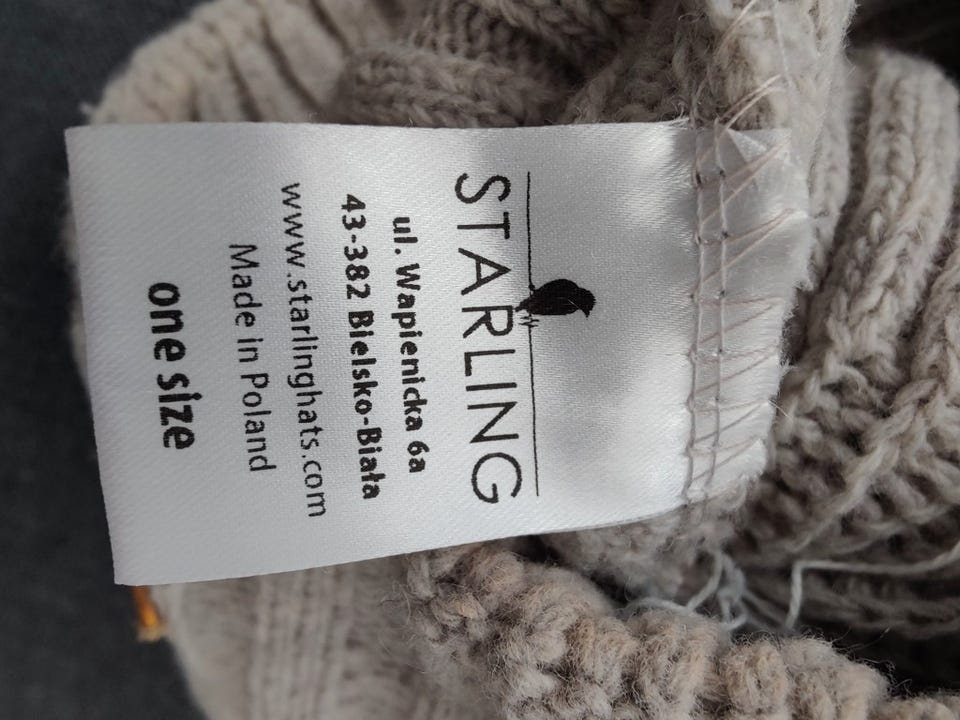 STARLING
ul. Wapienicka 6a
43-382 Bielsko-Biała
www.starlinghats.com
Made in Poland
one size